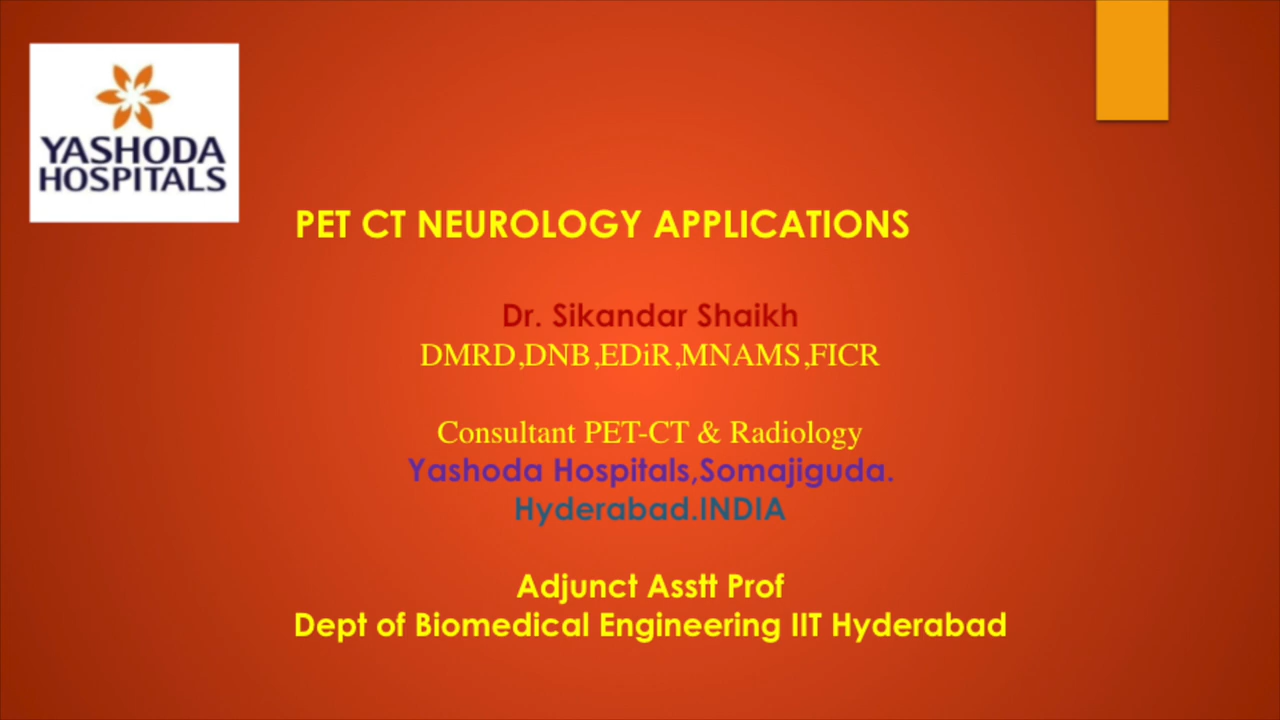 YASHODA
HOSPITALS
PET CT NEUROLOGY APPLICATIONS
Dr. Sikandar Shaikh
DMRD,DNB,EDiR,MNAMS,FICR
Consultant PET-CT & Radiology
Yashoda Hospitals,Somajiguda.
Hyderabad.INDIA
Adjunct Asstt Prof
Dept of Biomedical Engineering IIT Hyderabad